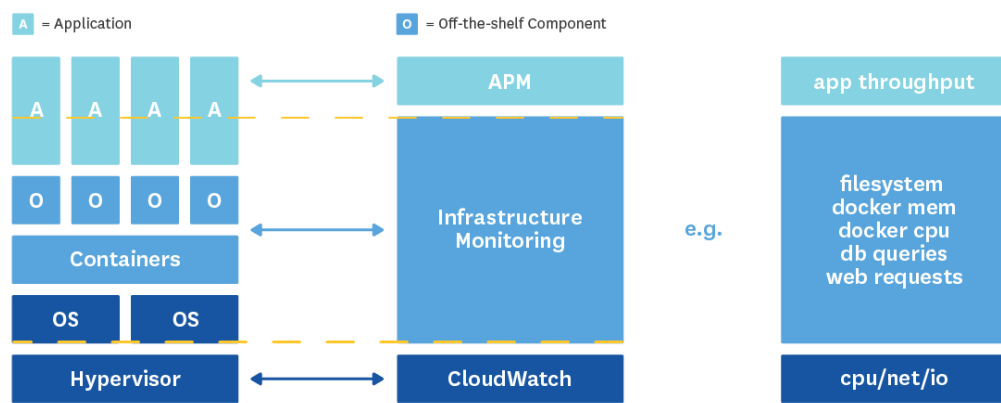 A = Application
O = Off-the-shelf Component
A A A A
APM
app throughput
O O O O
Infrastructure
Monitoring
e.g.
filesystem
docker mem
docker cpu
db queries
web requests
Containers
OS OS
Hypervisor
CloudWatch
cpu/net/io